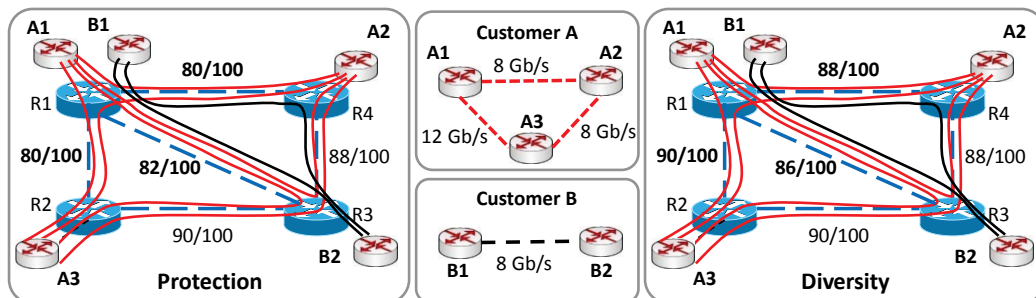 A1
B1
A2
80/100
R1
R4
80/100
82/100
88/100
R2
R3
90/100
A3
B2
Protection
Customer A
A1
8 Gb/s
A2
12 Gb/s
A3
8 Gb/s
Customer B
B1
8 Gb/s
B2
A1
B1
A2
88/100
R1
R4
90/100
86/100
88/100
R2
R3
90/100
A3
B2
Diversity